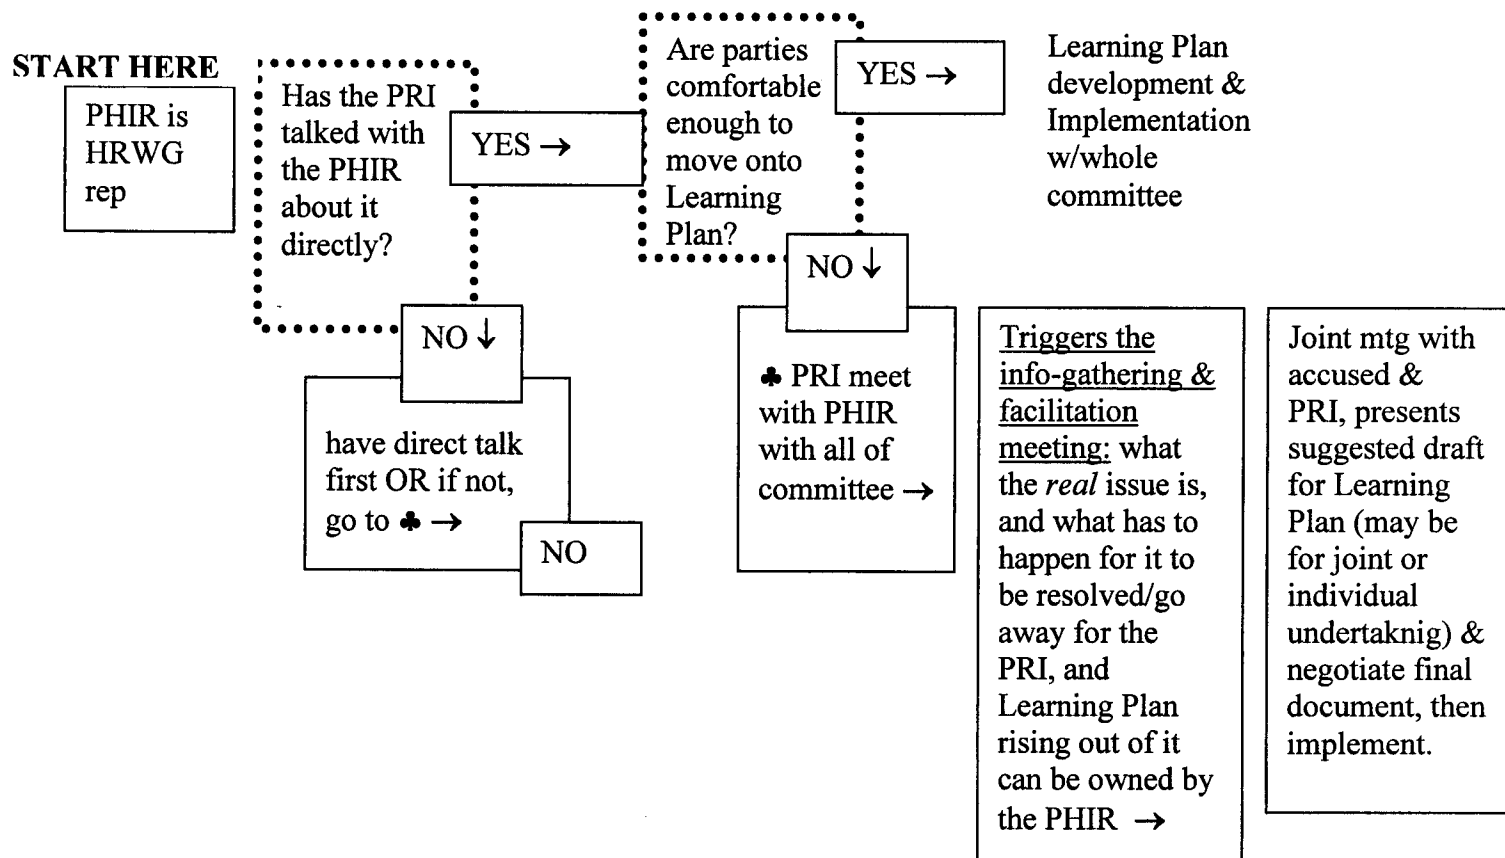 START HERE
PHIR is
HRWG
rep
Has the PRI
talked with
the PHIR
about it
directly?
YES →
NO ↓
have direct talk
first OR if not,
go to ♣ →
NO
Are parties
comfortable
enough to
move onto
Learning
Plan?
YES →
Learning Plan
development &
Implementation
w/whole
committee
NO ↓
♣ PRI meet
with PHIR
with all of
committee →
Triggers the
info-gathering &
facilitation
meeting: what
the real issue is,
and what has to
happen for it to
be resolved/go
away for the
PRI, and
Learning Plan
rising out of it
can be owned by
the PHIR →
Joint mtg with
accused &
PRI, presents
suggested draft
for Learning
Plan (may be
for joint or
individual
undertaknig) &
negotiate final
document, then
implement.